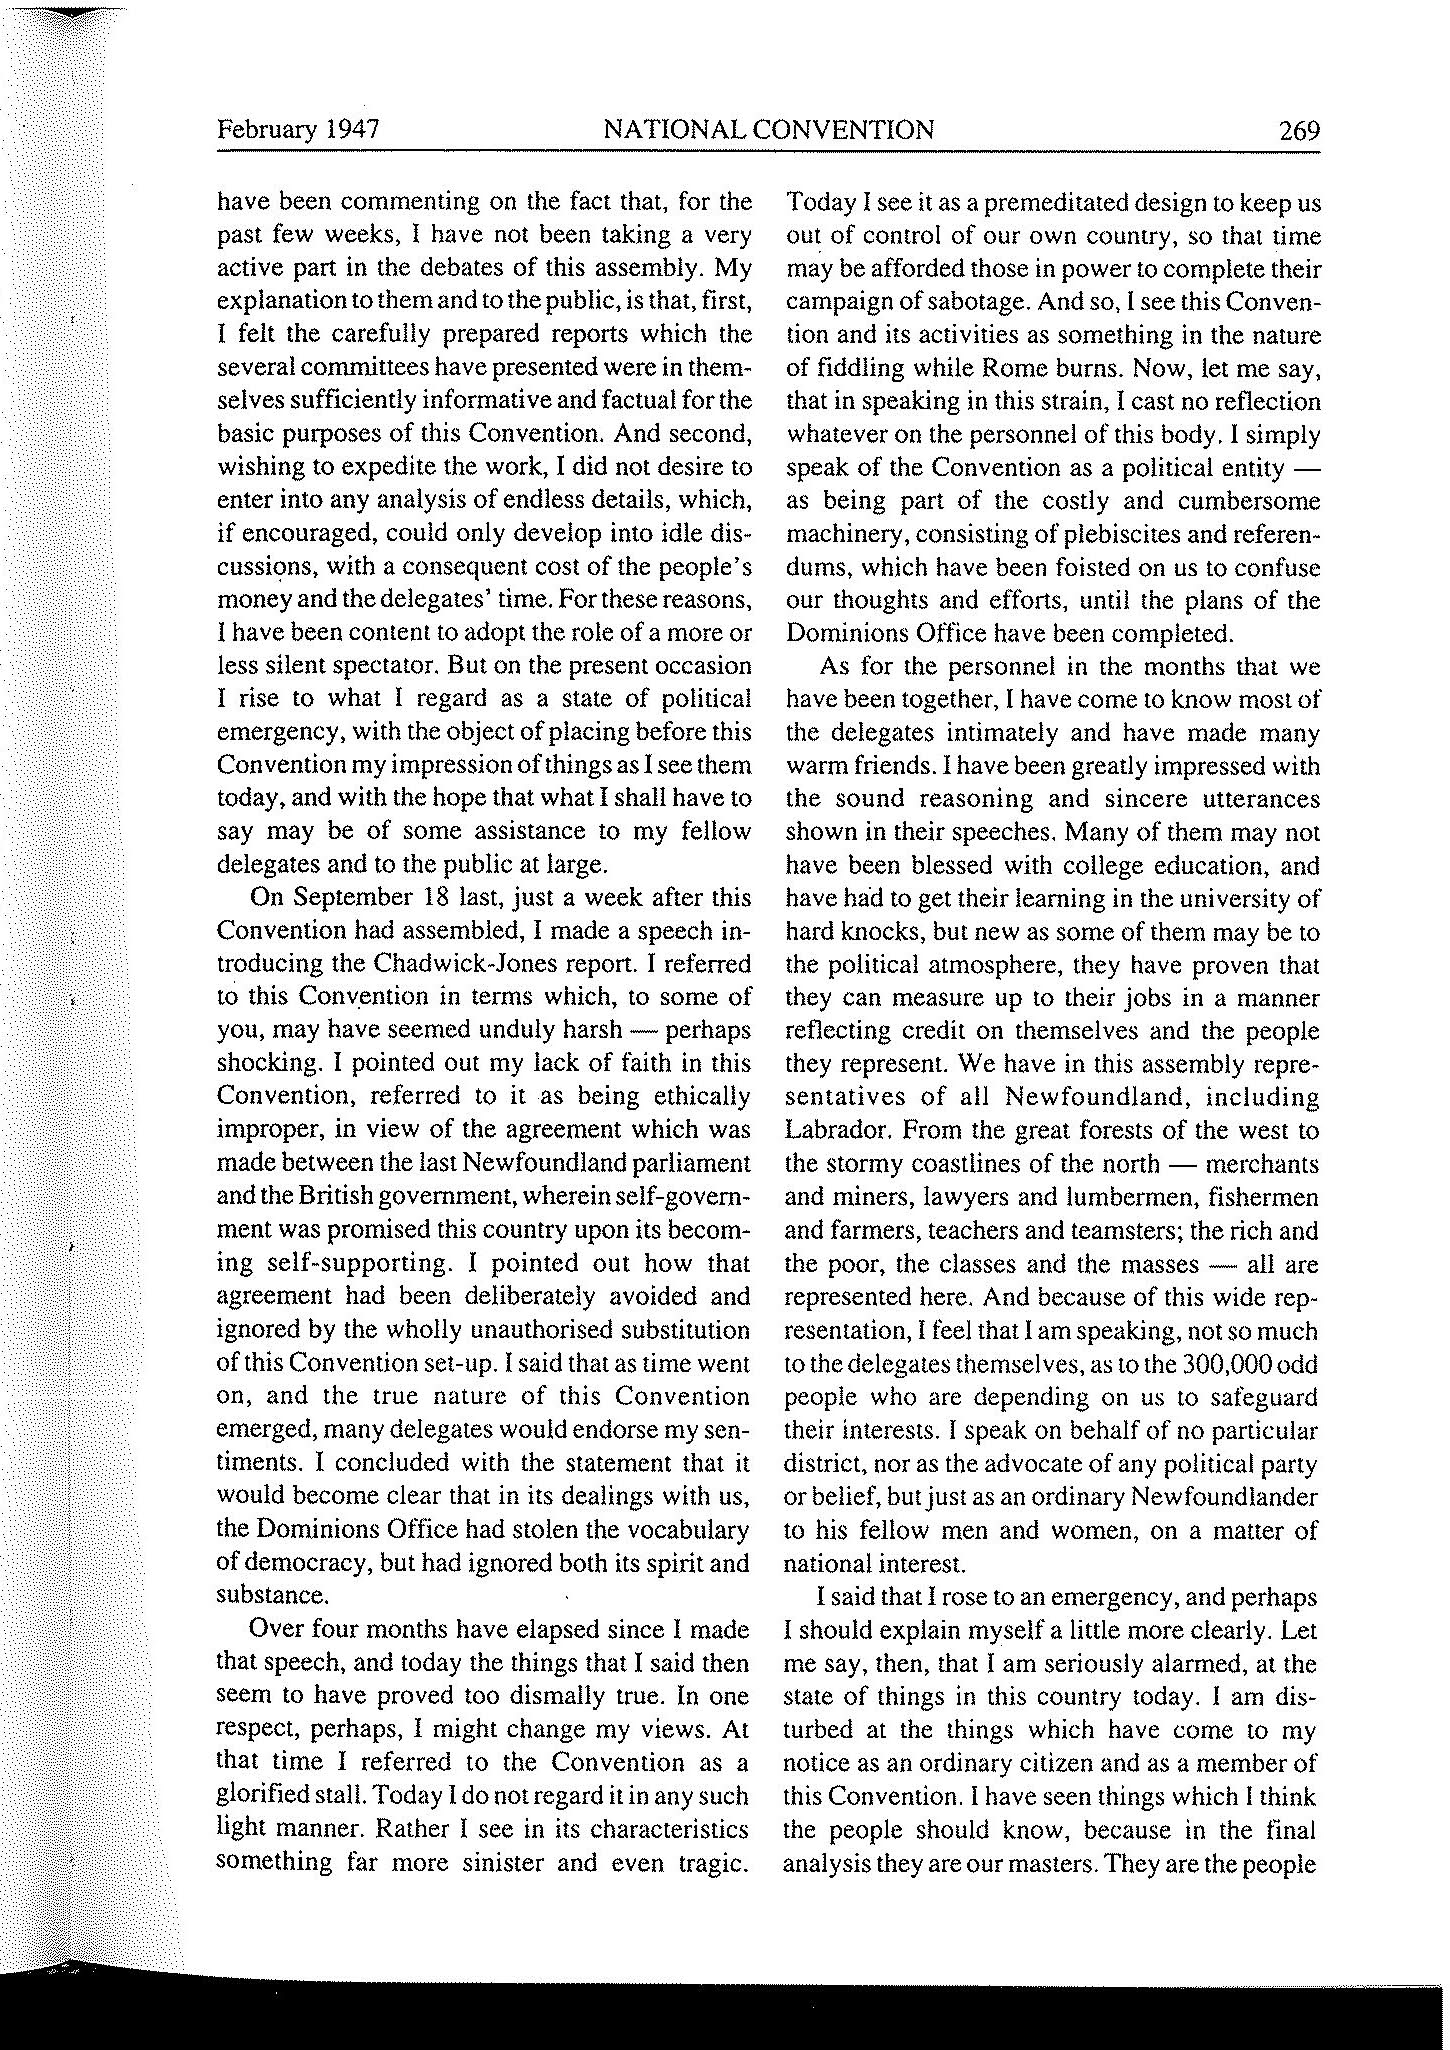 February 1947 NATIONAL CONVENTION 269
have been commenting on the fact that, for the
past few weeks, I have not been taking a very
active part in the debates of this assembly. My
explanation to them and to the public, is that, first,
I felt the carefully prepared reports which the
several committees have presented were in them-
selves sufficiently informative and factual for the
basic purposes of this Convention. And second,
wishing to expedite the work, I did not desire to
enter into any analysis of endless details, which,
if encouraged, could only develop into idle dis-
cussions, with a consequent cost of the people's
money and the delegates' time. For these reasons,
I have been content to adopt the role of a more or
less silent spectator. But on the present occasion
I rise to what I regard as a state of political
emergency, with the object of placing before this
Convention my impression of things as I see them
today, and with the hope that what I shall have to
say may be of some assistance to my fellow
delegates and to the public at large.
On September 18 last, just a week after this
Convention had assembled, I made a speech in-
troducing the Chadwick-Jones report. I referred
to this Convention in terms which, to some of
you, may have seemed unduly harsh — perhaps
shocking. I pointed out my lack of faith in this
Convention, referred to it as being ethically
improper, in view of the agreement which was
made between the last Newfoundland parliament
and the British government, wherein self-govern-
ment was promised this country upon its becom-
ing self-supporting. I pointed out how that
agreement had been deliberately avoided and
ignored by the wholly unauthorised substitution
of this Convention set-up. I said that as time went
on, and the true nature of this Convention
emerged, many delegates would endorse my sen-
timents. I concluded with the statement that it
would become clear that in its dealings with us,
the Dominions Office had stolen the vocabulary
of democracy, but had ignored both its spirit and
substance.
Over four months have elapsed since I made
that speech, and today the things that I said then
seem to have proved too dismally true. In one
respect, perhaps, I might change my views. At
that time I referred to the Convention as a
glorified stall. Today I do not regard it in any such
light manner. Rather I see in its characteristics
something far more sinister and even tragic.
Today I see it as a premeditated design to keep us
out of control of our own country, so that time
may be afforded those in power to complete their
campaign of sabotage. And so, I see this Conven-
tion and its activities as something in the nature
of fiddling while Rome burns. Now, let me say,
that in speaking in this strain, I cast no reflection
whatever on the personnel of this body. I simply
speak of the Convention as a political entity —
as being part of the costly and cumbersome
machinery, consisting of plebiscites and referen-
dums, which have been foisted on us to confuse
our thoughts and efforts, until the plans of the
Dominions Office have been completed.
As for the personnel in the months that we
have been together, I have come to know most of
the delegates intimately and have made many
warm friends. I have been greatly impressed with
the sound reasoning and sincere utterances
shown in their speeches. Many of them may not
have been blessed with college education, and
have had to get their learning in the university of
hard knocks, but new as some of them may be to
the political atmosphere, they have proven that
they can measure up to their jobs in a manner
reflecting credit on themselves and the people
they represent. We have in this assembly repre-
sentatives of all Newfoundland, including
Labrador. From the great forests of the west to
the stormy coastlines of the north — merchants
and miners, lawyers and lumbermen, fishermen
and farmers, teachers and teamsters; the rich and
the poor, the classes and the masses — all are
represented here. And because of this wide rep-
resentation, I feel that I am speaking, not so much
to the delegates themselves, as to the 300,000 odd
people who are depending on us to safeguard
their interests. I speak on behalf of no particular
district, nor as the advocate of any political party
or belief, but just as an ordinary Newfoundlander
to his fellow men and women, on a matter of
national interest.
I said that I rose to an emergency, and perhaps
I should explain myself a little more clearly. Let
me say, then, that I am seriously alarmed, at the
state of things in this country today. I am dis-
turbed at the things which have come to my
notice as an ordinary citizen and as a member of
this Convention. I have seen things which I think
the people should know, because in the final
analysis they are our masters. They are the people